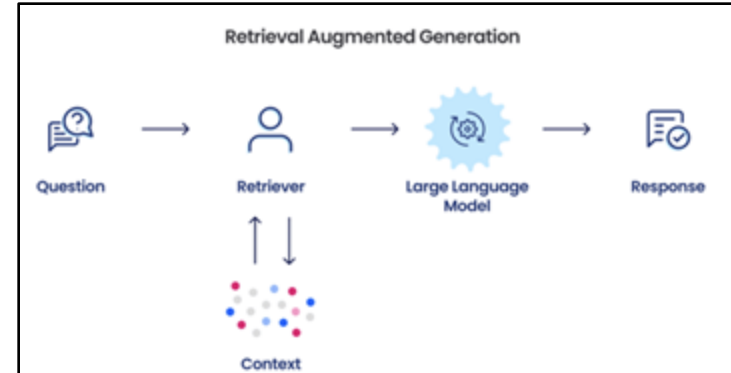 Retrieval Augmented Generation
Question
Retriever
Large Language
Model
Response
Context